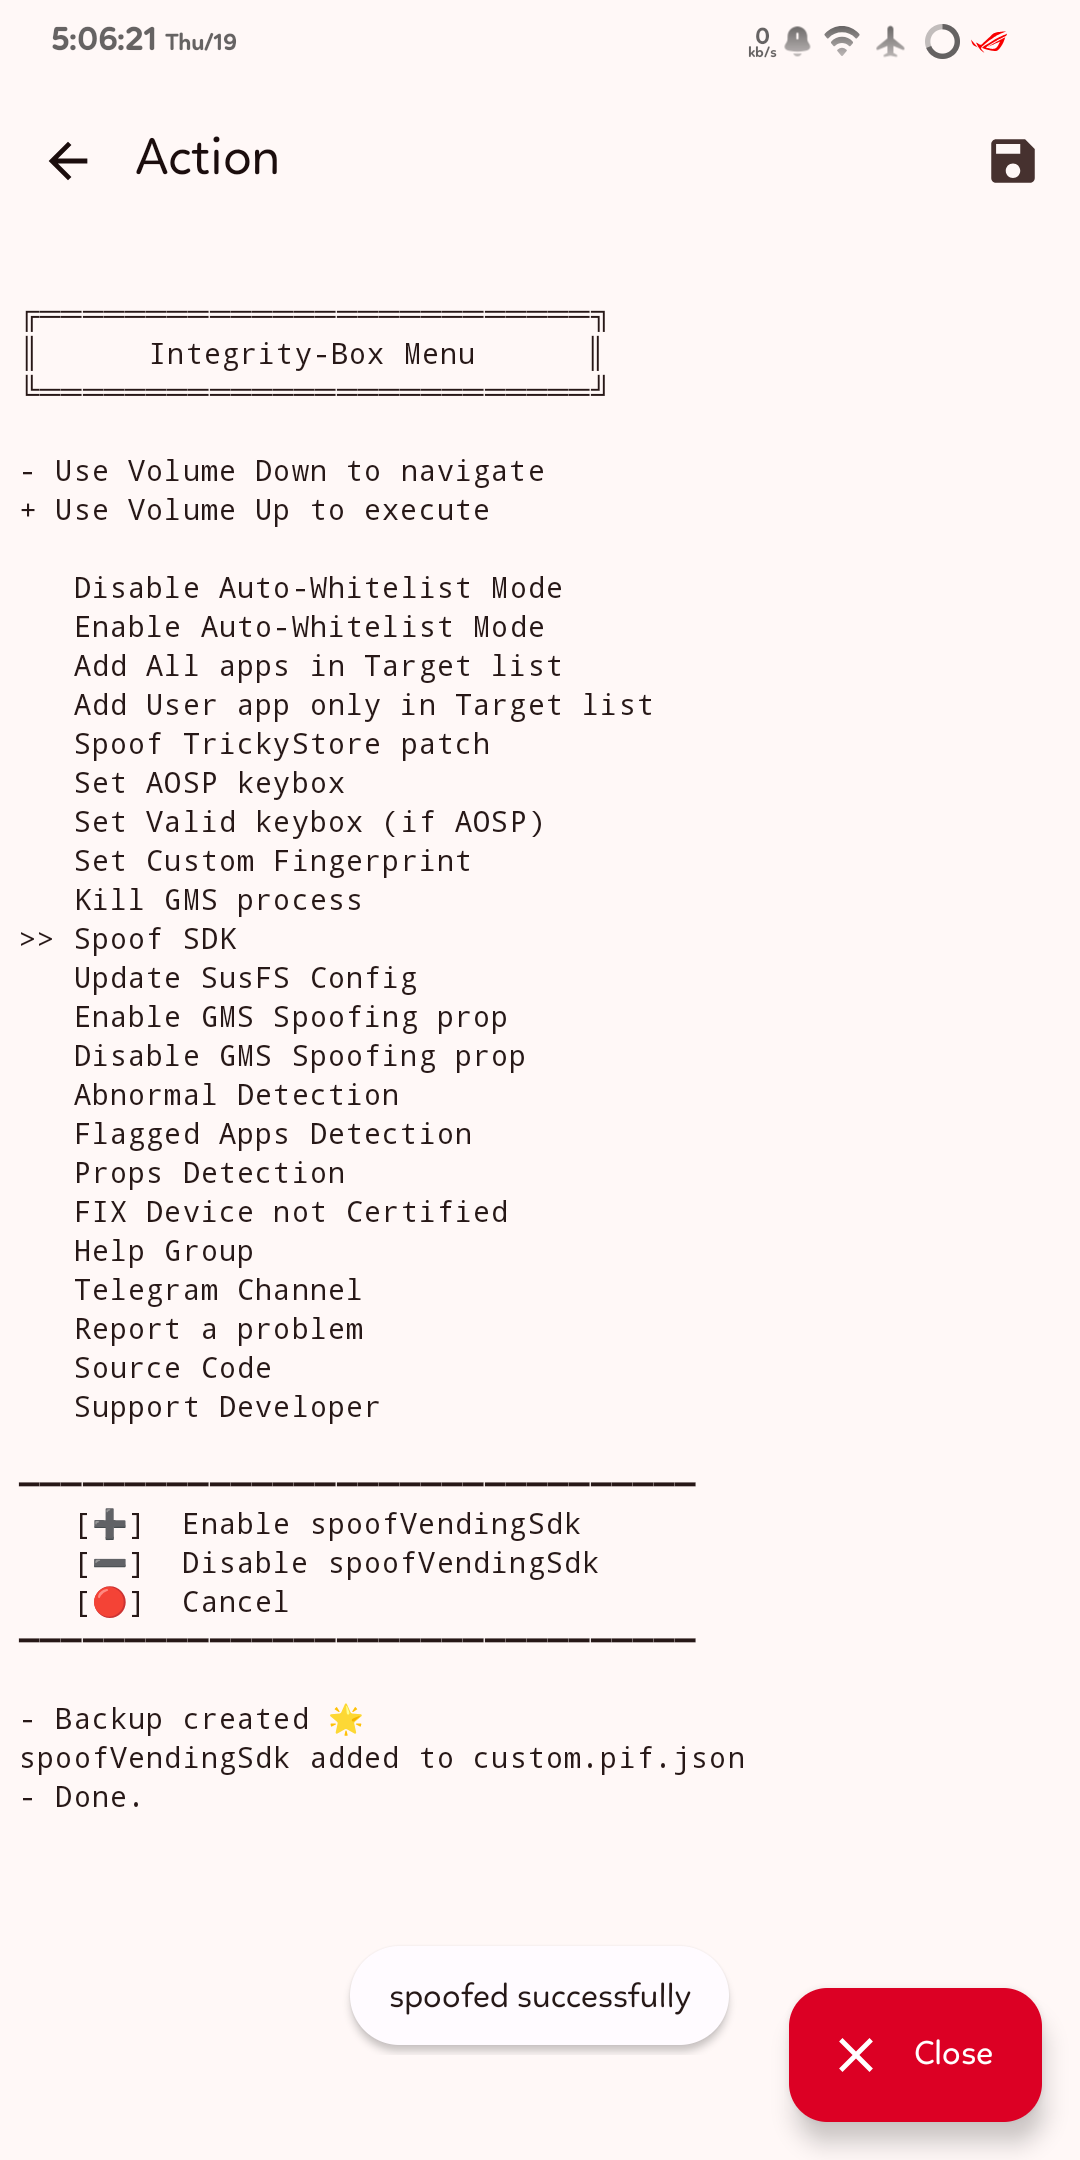 5:06:21 Thu/19
0
kb/s
Action
Integrity-Box Menu
- Use Volume Down to navigate
+ Use Volume Up to execute
Disable Auto-Whitelist Mode
Enable Auto-Whitelist Mode
Add All apps in Target list
Add User app only in Target list
Spoof TrickyStore patch
Set AOSP keybox
Set Valid keybox (if AOSP)
Set Custom Fingerprint
Kill GMS process
>> Spoof SDK
Update SusFS Config
Enable GMS Spoofing prop
Disable GMS Spoofing prop
Abnormal Detection
Flagged Apps Detection
Props Detection
FIX Device not Certified
Help Group
Telegram Channel
Report a problem
Source Code
Support Developer
[➕] Enable spoofVendingSdk
[➖] Disable spoofVendingSdk
[🔴] Cancel
- Backup created 🌟
spoofVendingSdk added to custom.pif.json
- Done.
spoofed successfully
Close